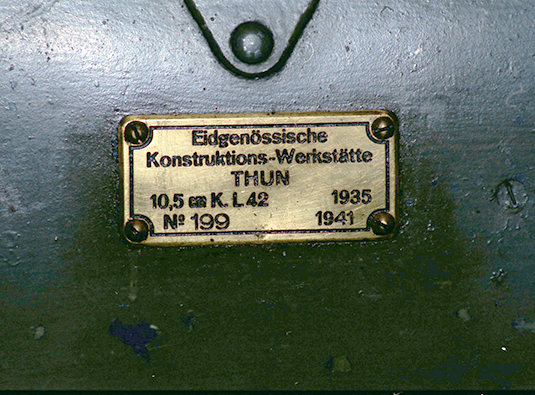 Eidgenössische
Konstruktions-Werkstätte
THUN
10,5 cm K. L 42 1935
Nº 199 1941